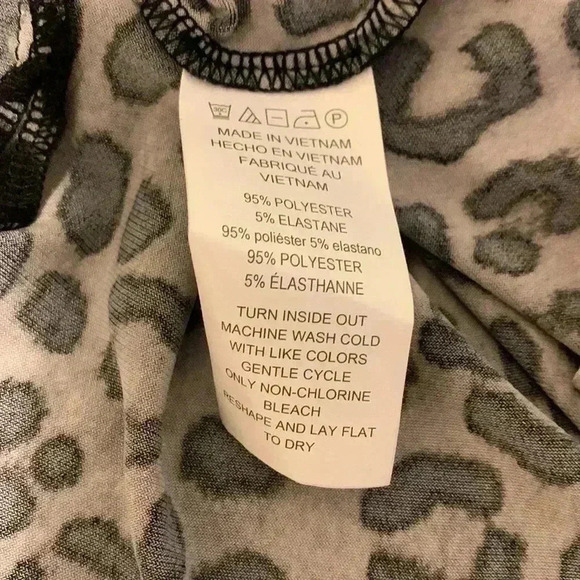 MADE IN VIETNAM
HECHO EN VIETNAM
FABRIQUÉ AU
VIETNAM
95% POLYESTER
5% ELASTANE
95% poliéster 5% elastano
95% POLYESTER
5% ÉLASTHANNE
TURN INSIDE OUT
MACHINE WASH COLD
WITH LIKE COLORS
GENTLE CYCLE
ONLY NON-CHLORINE
BLEACH
RESHAPE AND LAY FLAT
TO DRY